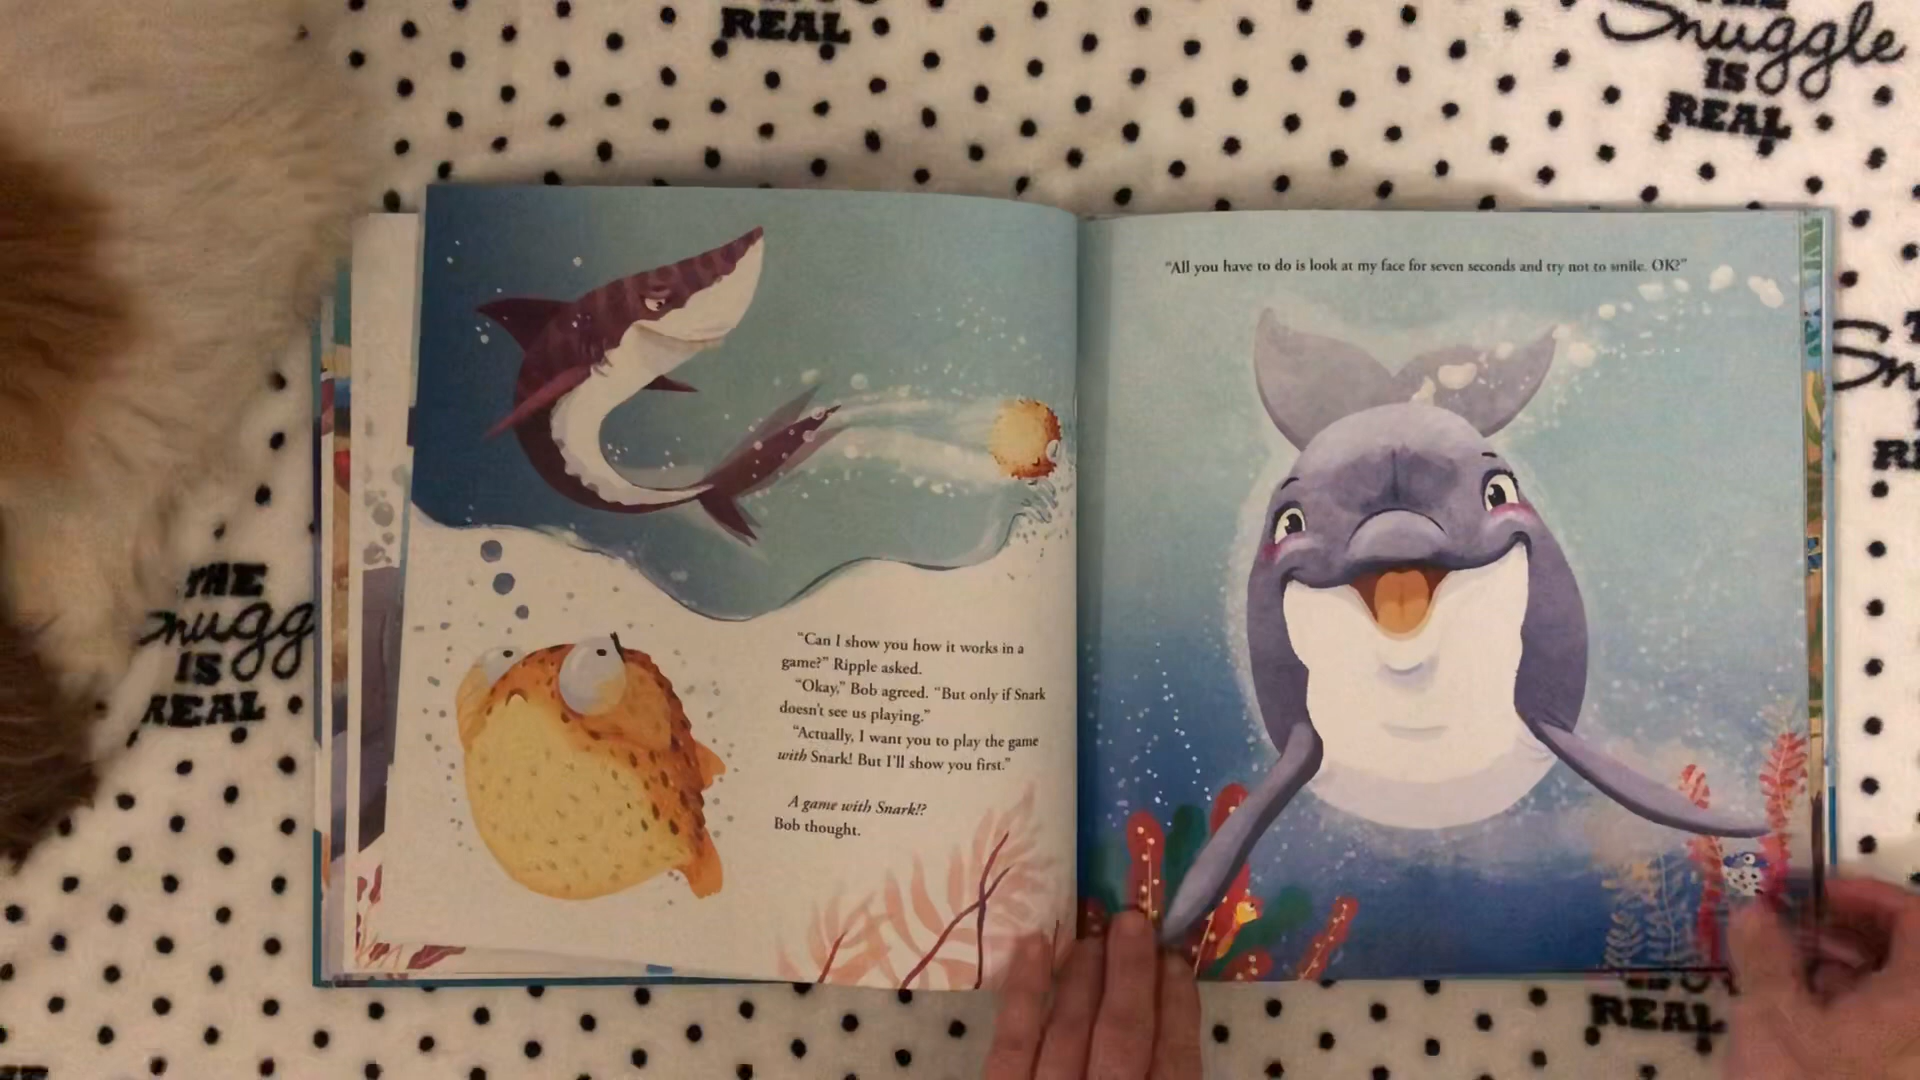 REAL
Snuggle
IS
REAL
"All you have to do is look at my face for seven seconds and try not to smile. OK?"
"Can I show you how it works in a
game?" Ripple asked.
"Okay," Bob agreed. "But only if Snark
doesn't see us playing."
"Actually, I want you to play the game
with Snark! But I'll show you first."
A game with Snark!?
Bob thought.
THE
Snugg
IS
REAL
Sn
RE
REAL